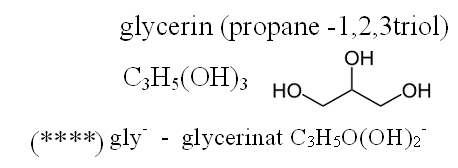 glycerin (propane -1,2,3triol)
C₃H₅(OH)₃
OH
HO
OH
(****) gly⁻ - glycerinat C₃H₅O(OH)₂⁻